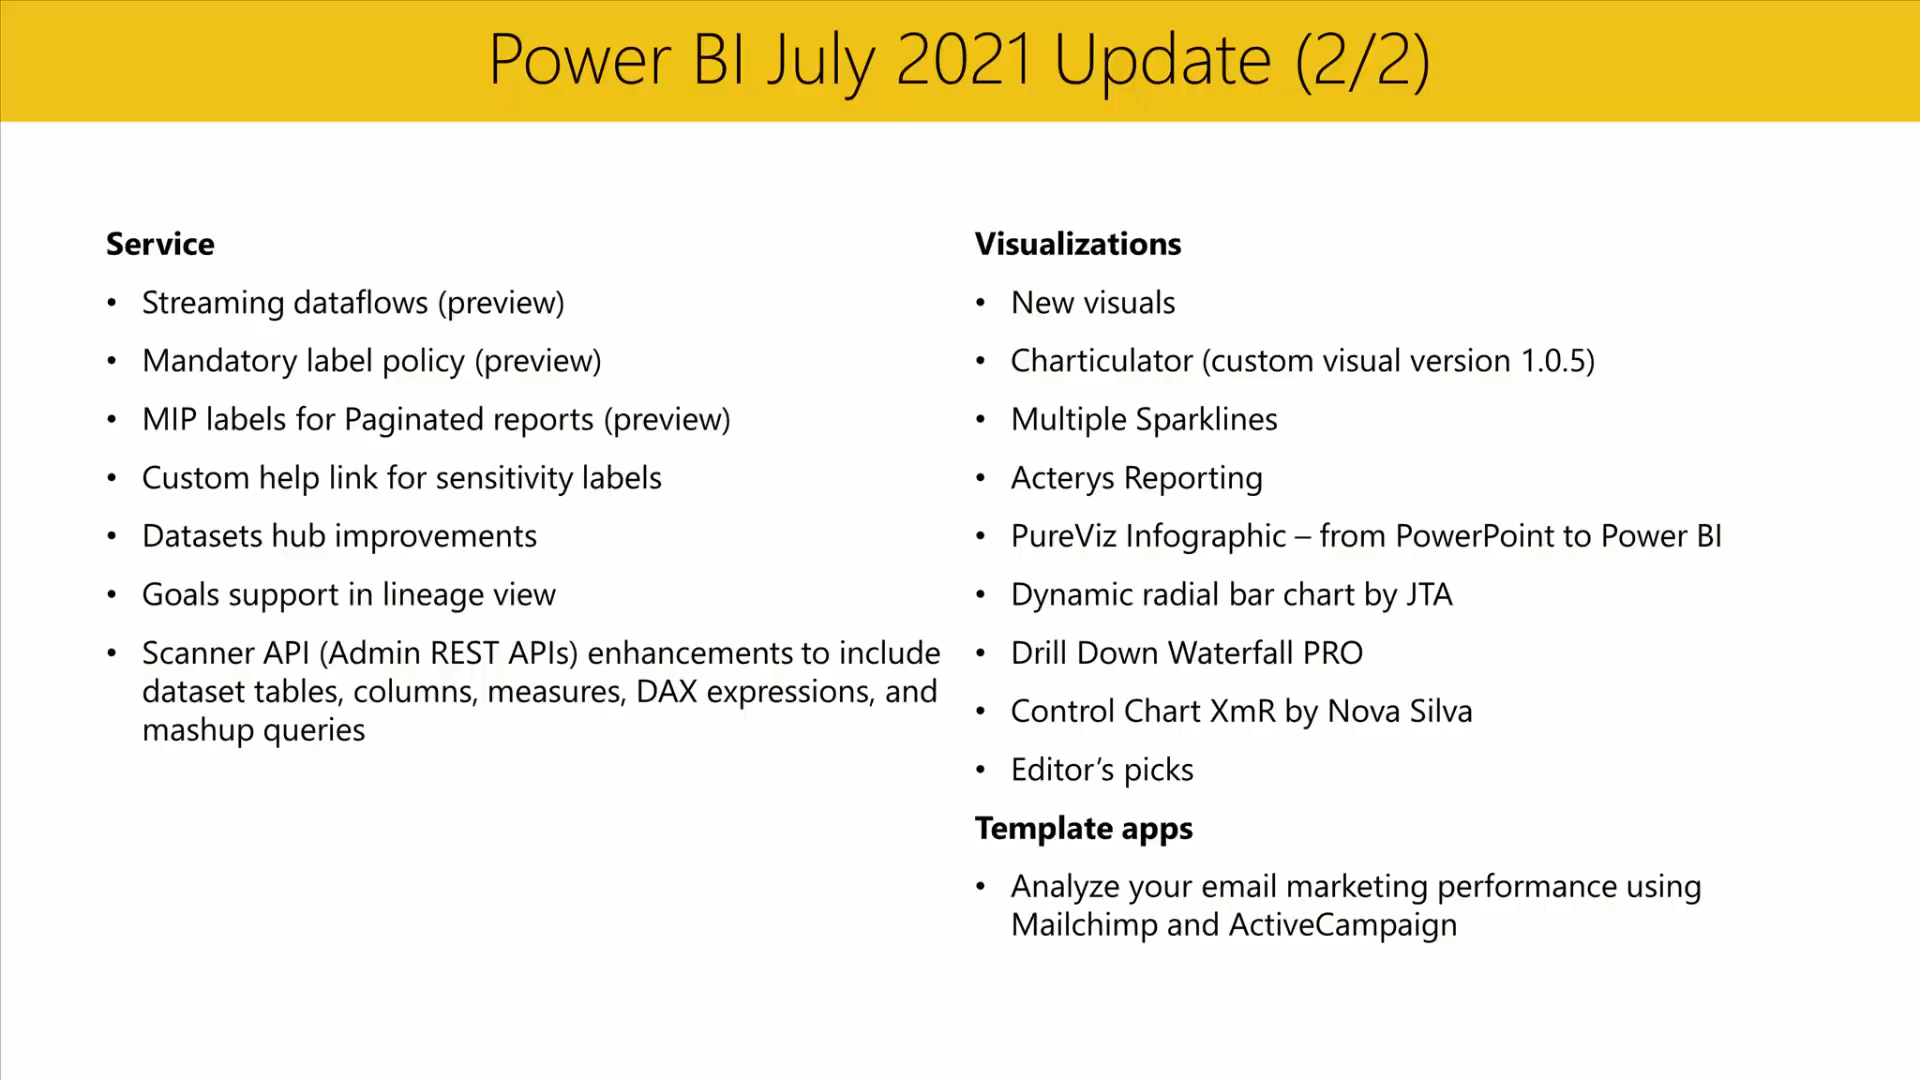 Power BI July 2021 Update (2/2)
Service
• Streaming dataflows (preview)
• Mandatory label policy (preview)
• MIP labels for Paginated reports (preview)
• Custom help link for sensitivity labels
• Datasets hub improvements
• Goals support in lineage view
• Scanner API (Admin REST APIs) enhancements to include
dataset tables, columns, measures, DAX expressions, and
mashup queries
Visualizations
• New visuals
• Charticulator (custom visual version 1.0.5)
• Multiple Sparklines
• Acterys Reporting
• PureViz Infographic – from PowerPoint to Power BI
• Dynamic radial bar chart by JTA
• Drill Down Waterfall PRO
• Control Chart XmR by Nova Silva
• Editor’s picks
Template apps
• Analyze your email marketing performance using
Mailchimp and ActiveCampaign